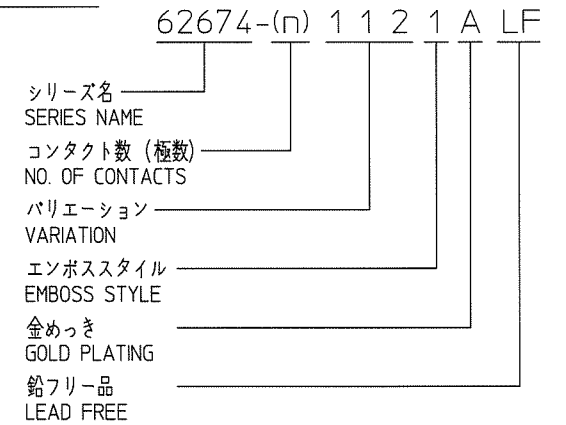 62674-(n) 1 1 2 1 A LF
シリーズ名
SERIES NAME
コンタクト数 (極数)
NO. OF CONTACTS
バリエーション
VARIATION
エンボススタイル
EMBOSS STYLE
金めっき
GOLD PLATING
鉛フリー品
LEAD FREE